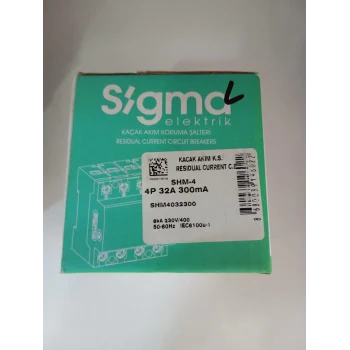 Sigma
elektrik
KAÇAK AKIM KORUMA ŞALTERİ
RESIDUAL CURRENT CIRCUIT BREAKERS
KAÇAK AKIM K.Ş.
RESIDUAL CURRENT C.
SHM-4
4P 32A 300mA
SHM4032300
6kA 230V/400
50-60Hz IEC61008-1